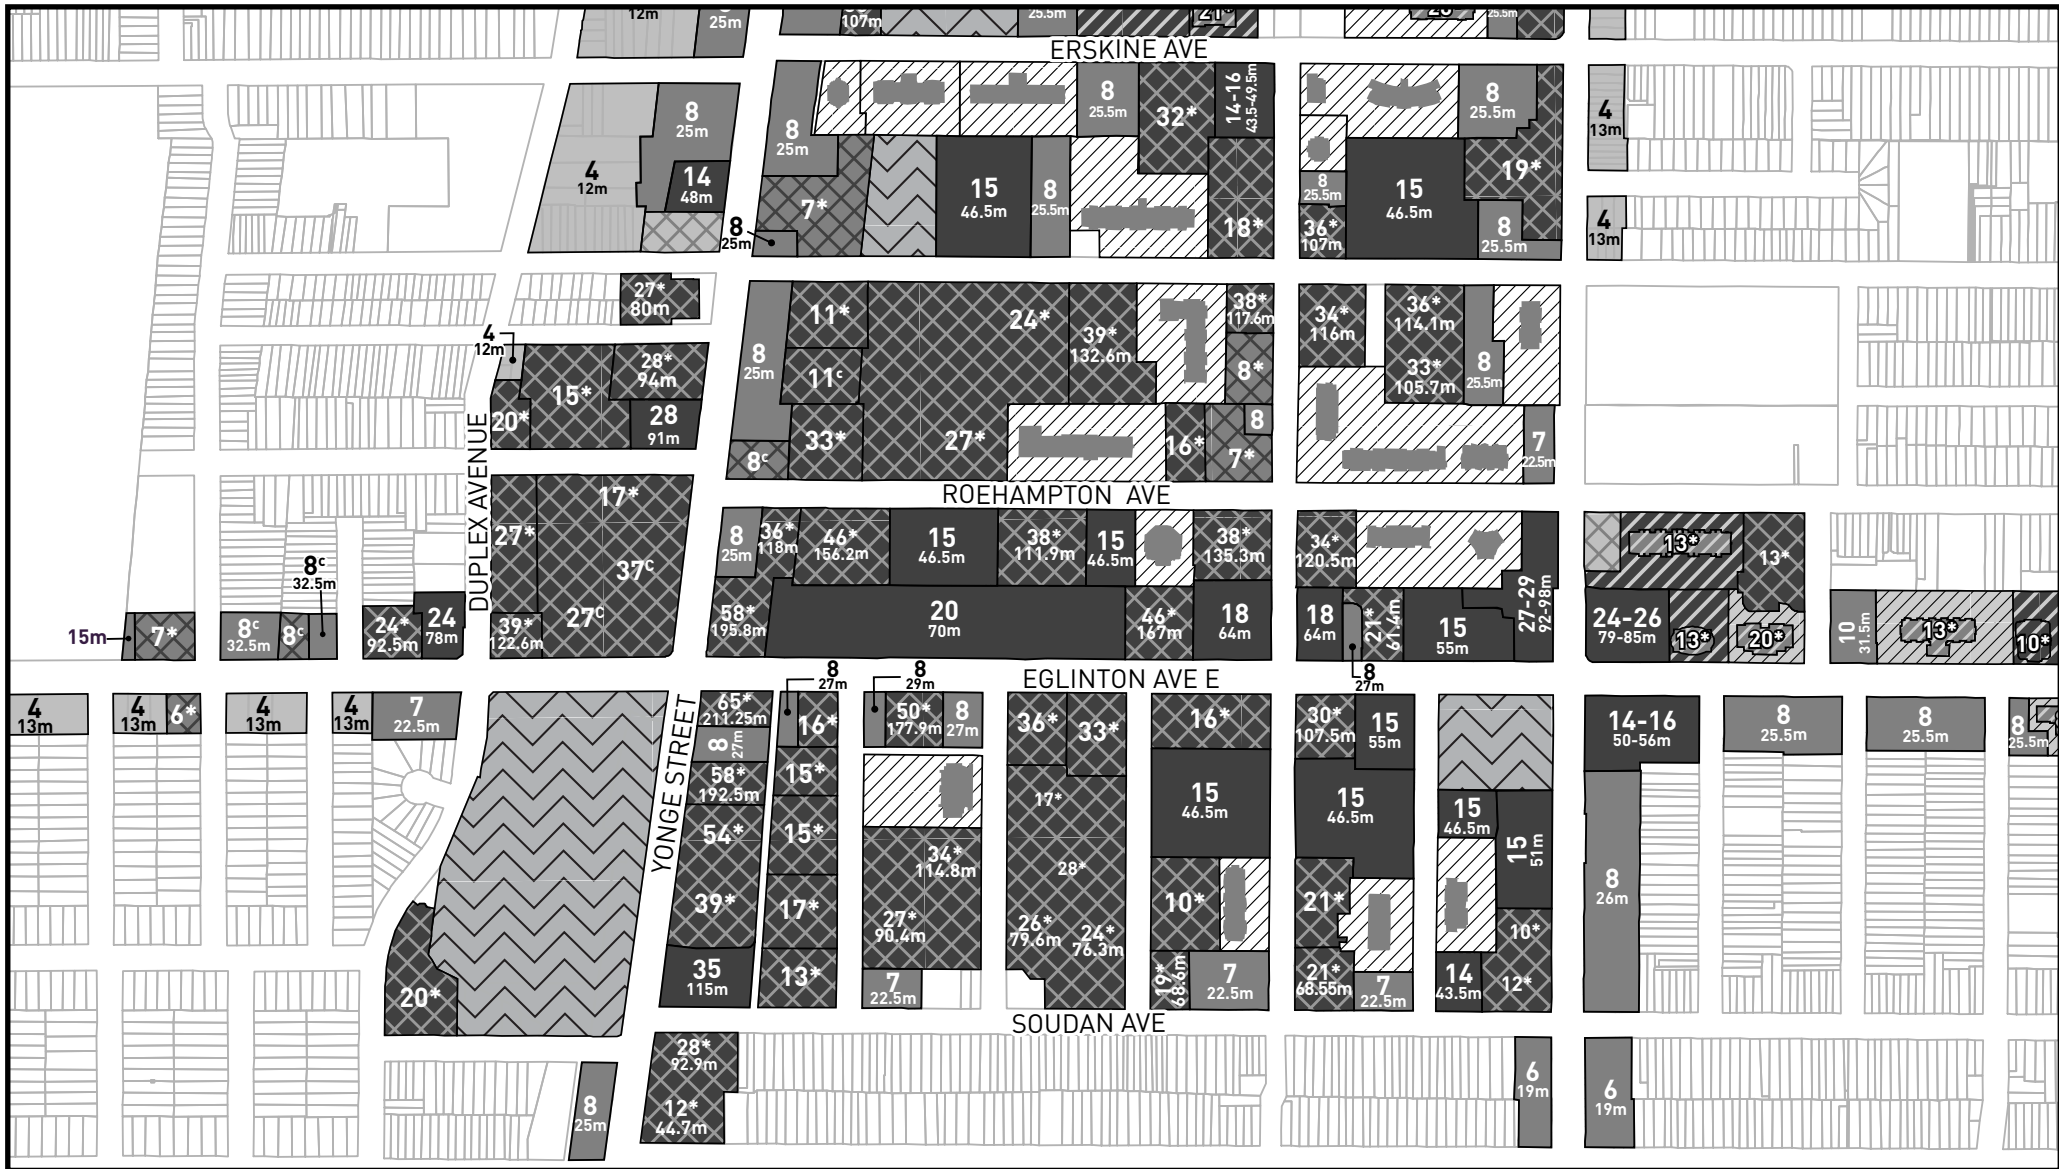 12m
25m
107m
25.5m
21*
25.5m
ERSKINE AVE
8
25m
4
12m
14
48m
8
25m
8
25.5m
32*
14-16
43.5-49.5m
8
25.5m
4
13m
7*
8
25m
15
46.5m
8
25.5m
18*
8
25.5m
36*
107m
15
46.5m
19*
8
25.5m
4
13m
27*
80m
4
12m
28*
94m
15*
20*
28
91m
8
25m
11*
11c
24*
39*
132.6m
38*
117.6m
8*
34*
116m
36*
114.1m
33*
105.7m
8
25.5m
8c
33*
27*
16*
8
7*
7
22.5m
DUPLEX AVENUE
ROEHAMPTON AVE
27*
17*
37c
27c
39*
122.6m
8
25m
36*
118m
46*
156.2m
15
46.5m
38*
111.9m
15
46.5m
38*
135.3m
34*
120.5m
27-29
92-98m
13*
13*
8c
32.5m
15m
7*
8c
32.5m
8c
24*
92.5m
24
78m
58*
195.8m
20
70m
46*
167m
18
64m
18
64m
21*
61.4m
15
55m
24-26
79-85m
13*
20*
10
31.5m
13*
10*
8
27m
8
29m
EGLINTON AVE E
8
27m
4
13m
4
13m
6*
4
13m
4
13m
7
22.5m
YONGE STREET
65*
211.25m
8
27m
58*
192.5m
54*
39*
35
115m
16*
15*
15*
17*
13*
50*
177.9m
8
27m
34*
114.8m
27*
90.4m
7
22.5m
36*
33*
17*
28*
26*
79.6m
24*
76.3m
16*
15
46.5m
10*
19*
68.6m
7
22.5m
30*
107.5m
15
55m
15
46.5m
21*
21*
68.55m
7
22.5m
15
46.5m
15
51m
10*
14
43.5m
12*
14-16
50-56m
8
26m
8
25.5m
8
25.5m
8
25.5m
20*
SOUDAN AVE
28*
92.9m
12*
44.7m
8
25m
6
19m
6
19m